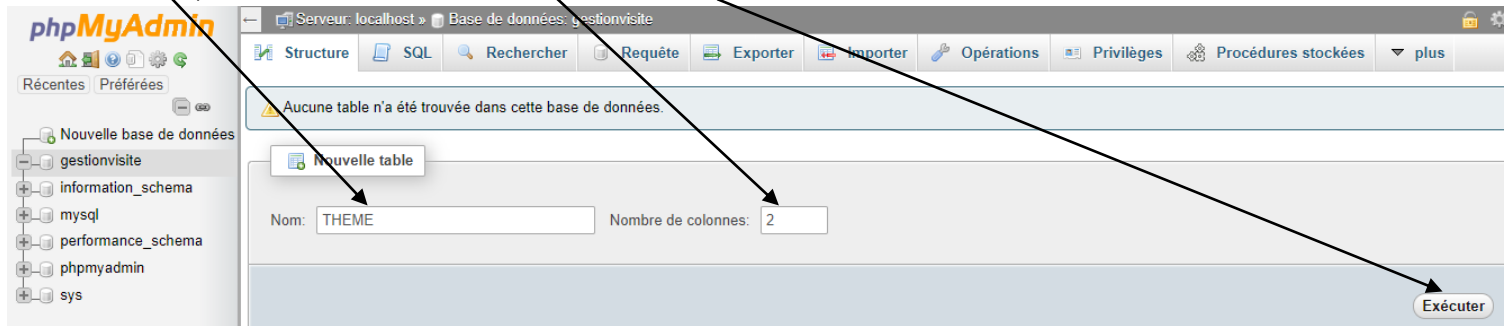 phpMyAdmin
Récentes Préférées
Nouvelle base de données
gestionvisite
information_schema
mysql
performance_schema
phpmyadmin
sys
Serveur: localhost » Base de données: gestionvisite
Structure SQL Rechercher Requête Exporter Importer Opérations Privilèges Procédures stockées plus
Aucune table n'a été trouvée dans cette base de données.
Nouvelle table
Nom: THEME Nombre de colonnes: 2
Exécuter